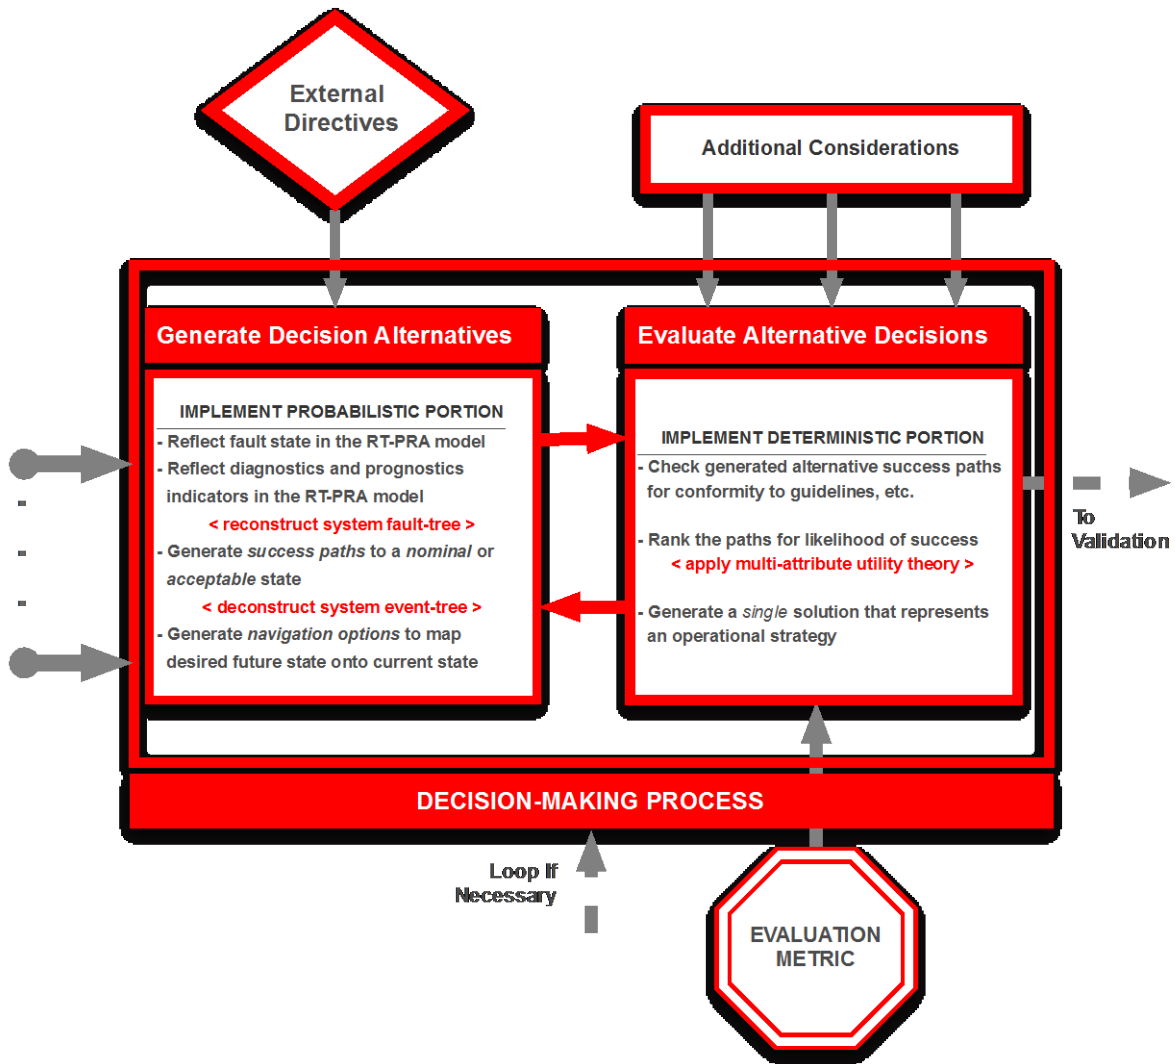 External
Directives
Additional Considerations
Generate Decision Alternatives
IMPLEMENT PROBABILISTIC PORTION
- Reflect fault state in the RT-PRA model
- Reflect diagnostics and prognostics
indicators in the RT-PRA model
< reconstruct system fault-tree >
- Generate success paths to a nominal or
acceptable state
< deconstruct system event-tree >
- Generate navigation options to map
desired future state onto current state
Evaluate Alternative Decisions
IMPLEMENT DETERMINISTIC PORTION
- Check generated alternative success paths
for conformity to guidelines, etc.
- Rank the paths for likelihood of success
< apply multi-attribute utility theory >
- Generate a single solution that represents
an operational strategy
To
Validation
DECISION-MAKING PROCESS
Loop If
Necessary
EVALUATION
METRIC